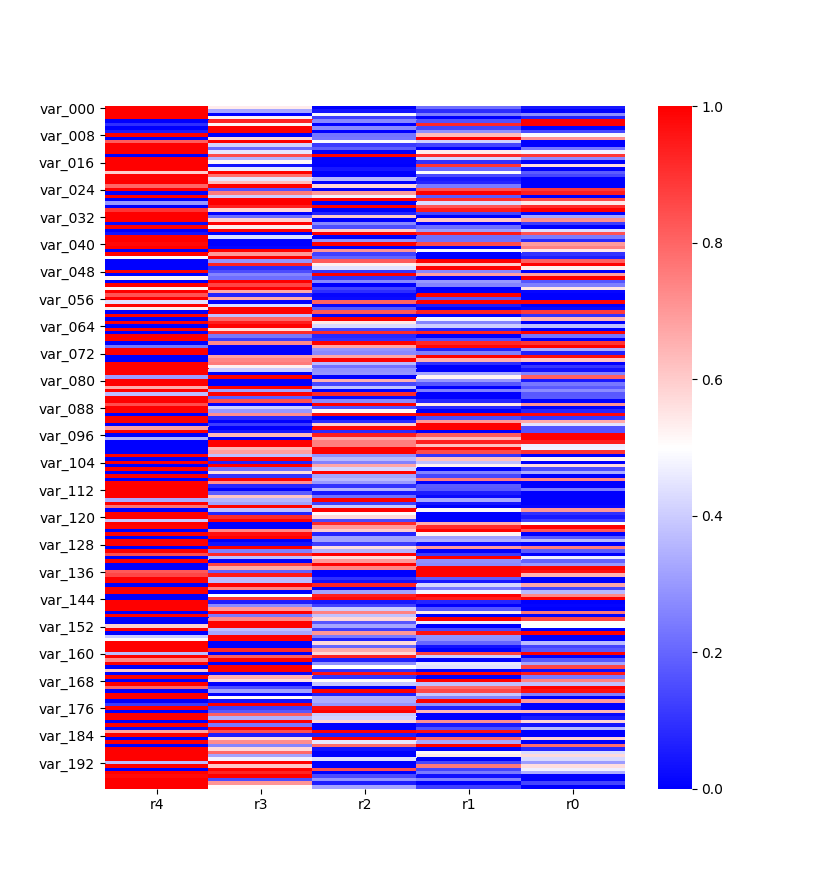 var_000
var_008
var_016
var_024
var_032
var_040
var_048
var_056
var_064
var_072
var_080
var_088
var_096
var_104
var_112
var_120
var_128
var_136
var_144
var_152
var_160
var_168
var_176
var_184
var_192
r4 r3 r2 r1 r0
1.0
0.8
0.6
0.4
0.2
0.0